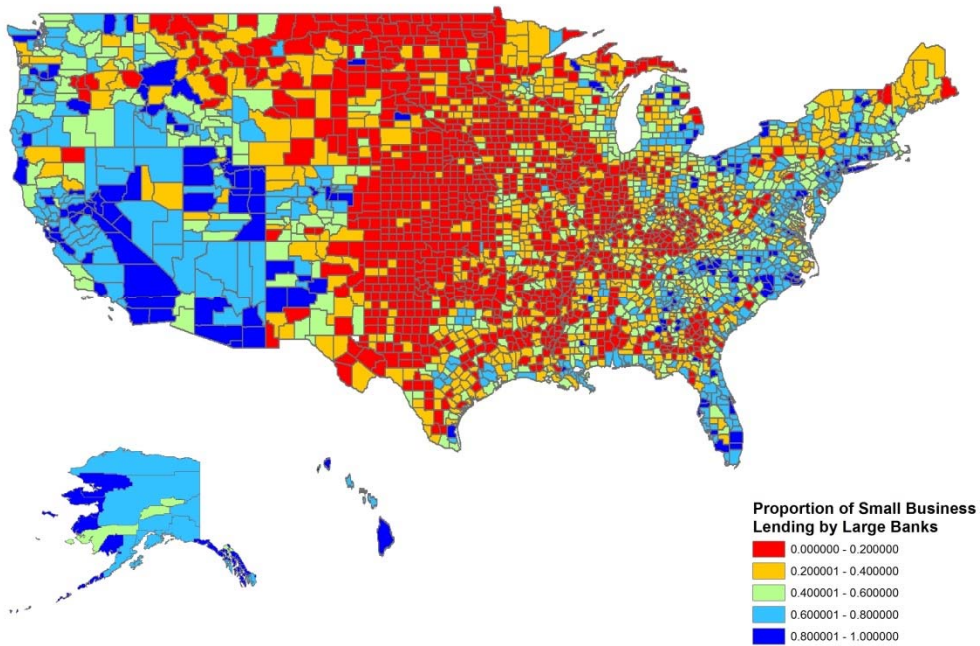 Proportion of Small Business
Lending by Large Banks
0.000000 - 0.200000
0.200001 - 0.400000
0.400001 - 0.600000
0.600001 - 0.800000
0.800001 - 1.000000